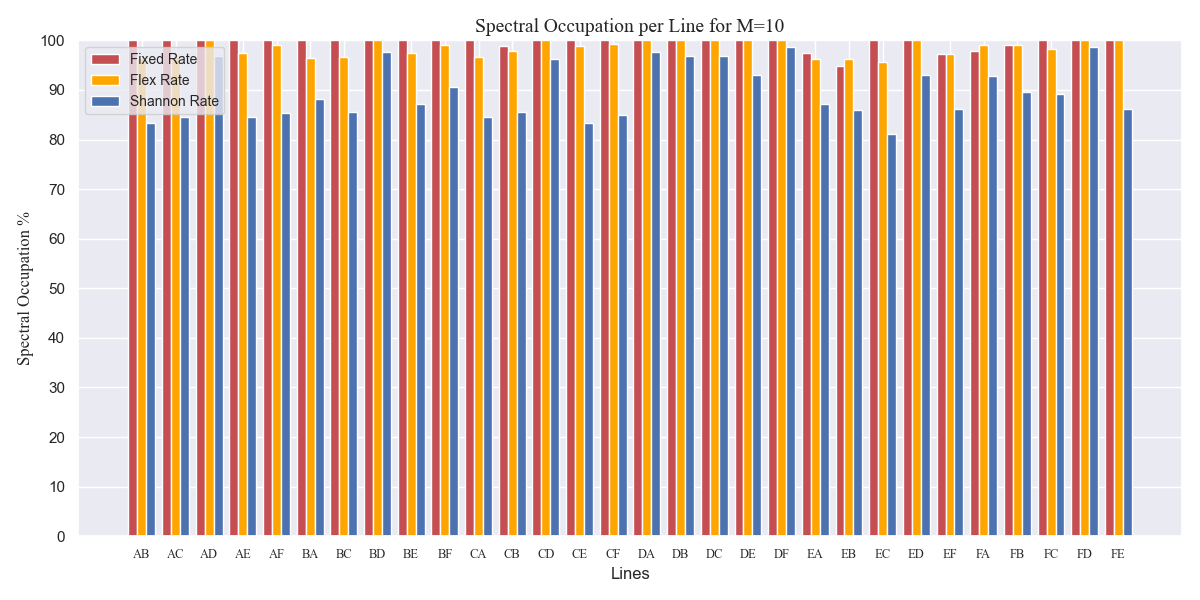 Spectral Occupation per Line for M=10
Fixed Rate
Flex Rate
Shannon Rate
Spectral Occupation %
100
90
80
70
60
50
40
30
20
10
0
AB AC AD AE AF BA BC BD BE BF CA CB CD CE CF DA DB DC DE DF EA EB EC ED EF FA FB FC FD FE
Lines